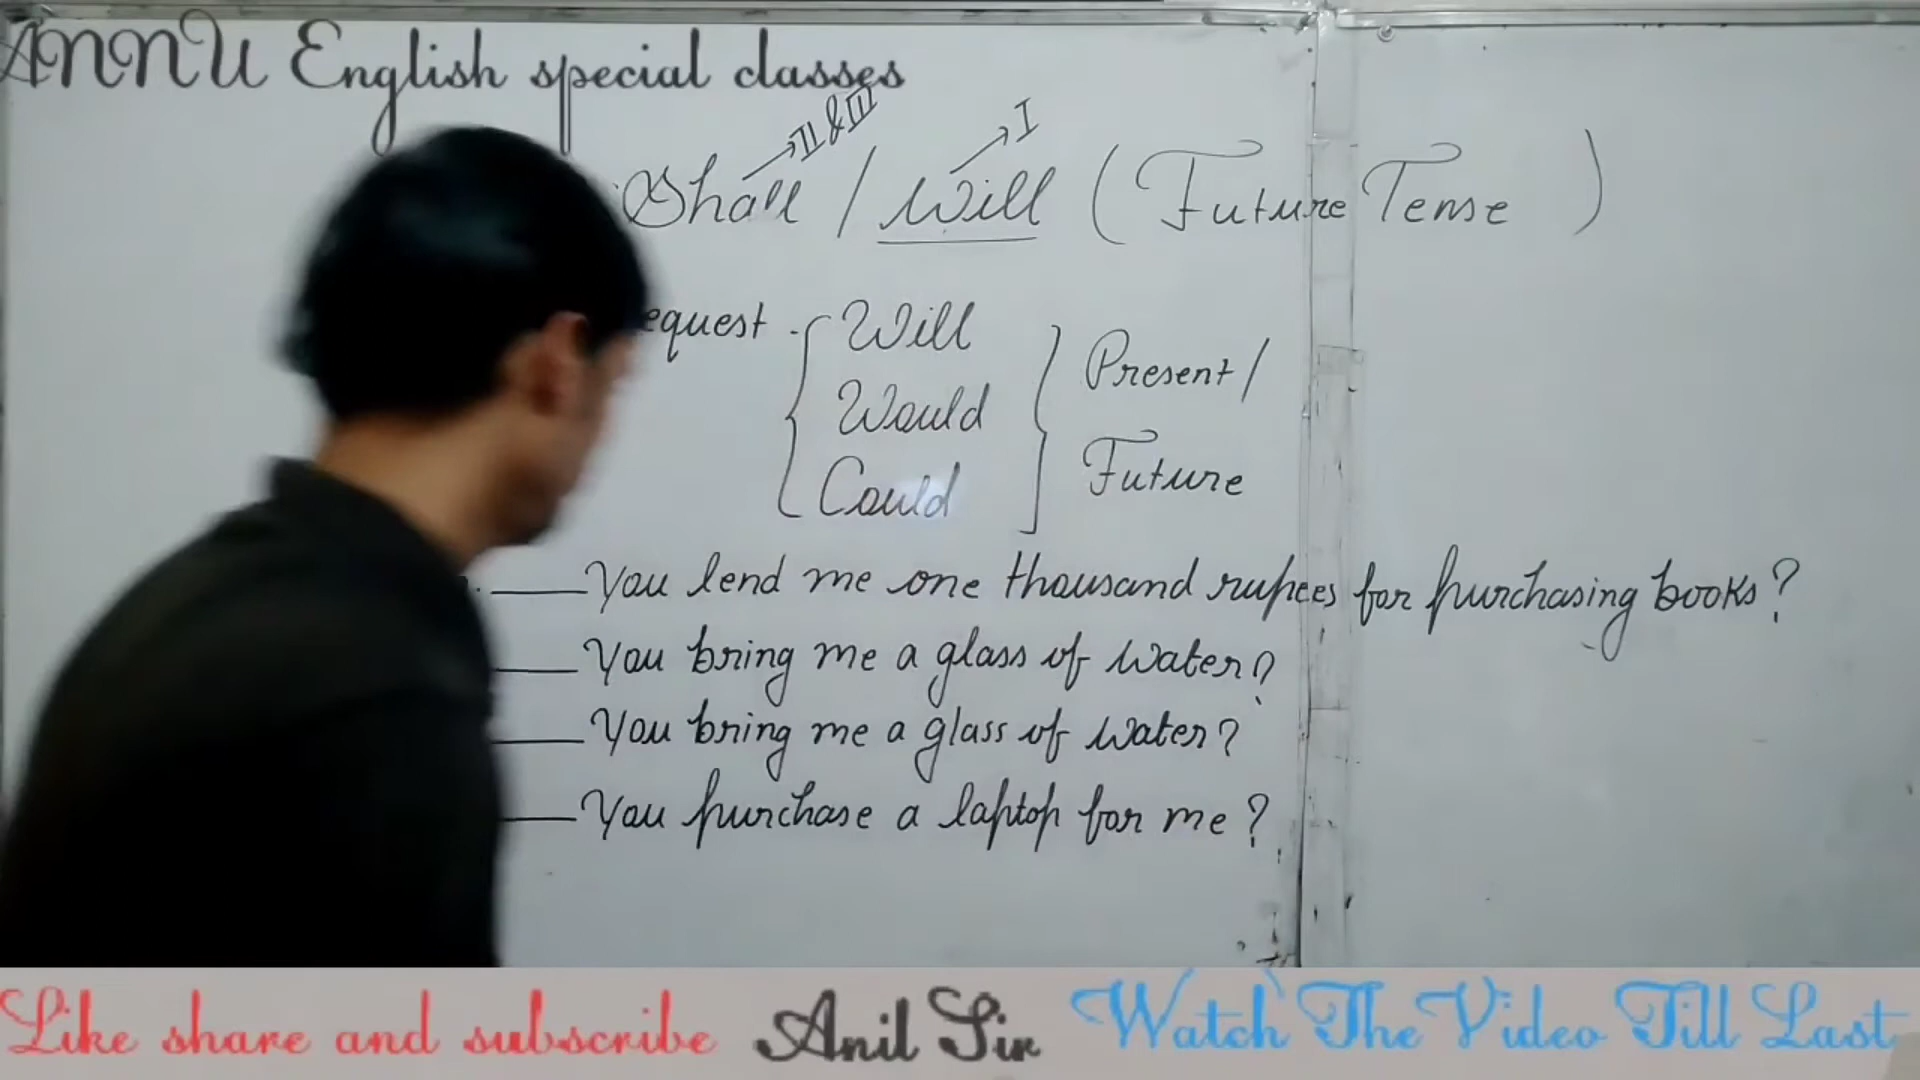 ANNU English special classes
II & III
I
Shall / Will ( Future Tense )
equest
Will
Would
Could
Present /
Future
You lend me one thousand rupees for purchasing books?
You bring me a glass of water?
You bring me a glass of water?
You purchase a laptop for me?
Like share and subscribe Anil Sir Watch The Video Till Last